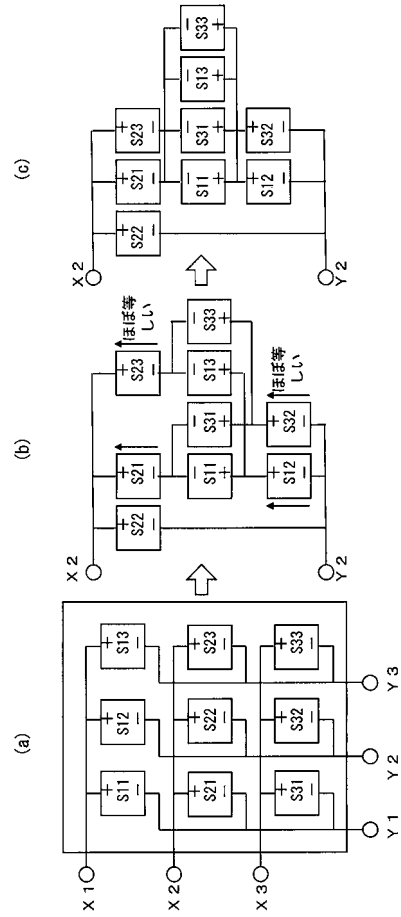 (a)
X1
+ + +
S11 S12 S13
− − −
X2
+ + +
S21 S22 S23
− − −
X3
+ + +
S31 S32 S33
− − −
Y1 Y2 Y3
(b)
X2
ほぼ等
しい
+ + +
S22 S21 S23
− − −
− − − −
S11 S31 S13 S33
+ + + +
+ +
S12 S32
− −
ほぼ等
しい
Y2
(c)
X2
+ + +
S22 S21 S23
− − −
− − − −
S11 S31 S13 S33
+ + + +
+ +
S12 S32
− −
Y2